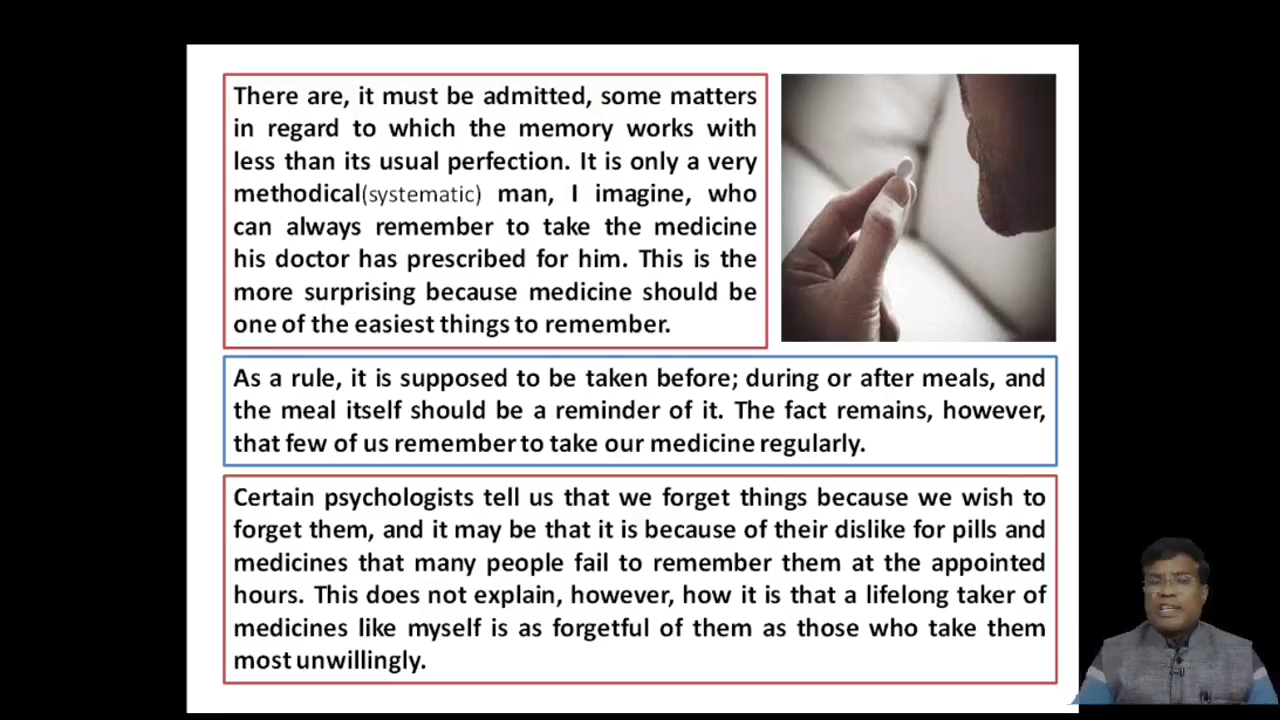 There are, it must be admitted, some matters
in regard to which the memory works with
less than its usual perfection. It is only a very
methodical(systematic) man, I imagine, who
can always remember to take the medicine
his doctor has prescribed for him. This is the
more surprising because medicine should be
one of the easiest things to remember.
As a rule, it is supposed to be taken before; during or after meals, and
the meal itself should be a reminder of it. The fact remains, however,
that few of us remember to take our medicine regularly.
Certain psychologists tell us that we forget things because we wish to
forget them, and it may be that it is because of their dislike for pills and
medicines that many people fail to remember them at the appointed
hours. This does not explain, however, how it is that a lifelong taker of
medicines like myself is as forgetful of them as those who take them
most unwillingly.